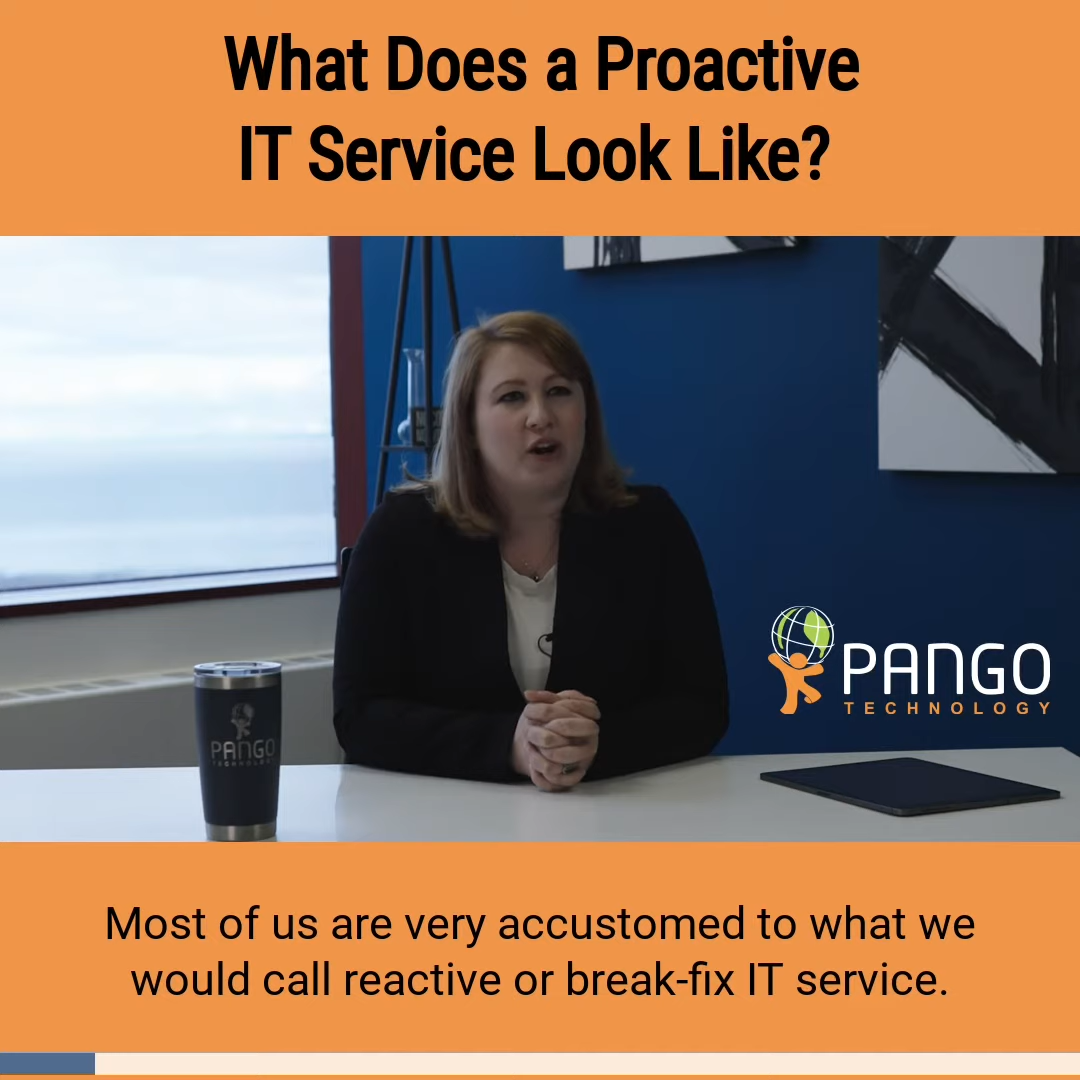 What Does a Proactive
IT Service Look Like?
PANGO
TECHNOLOGY
PANGO
TECHNOLOGY
Most of us are very accustomed to what we
would call reactive or break-fix IT service.